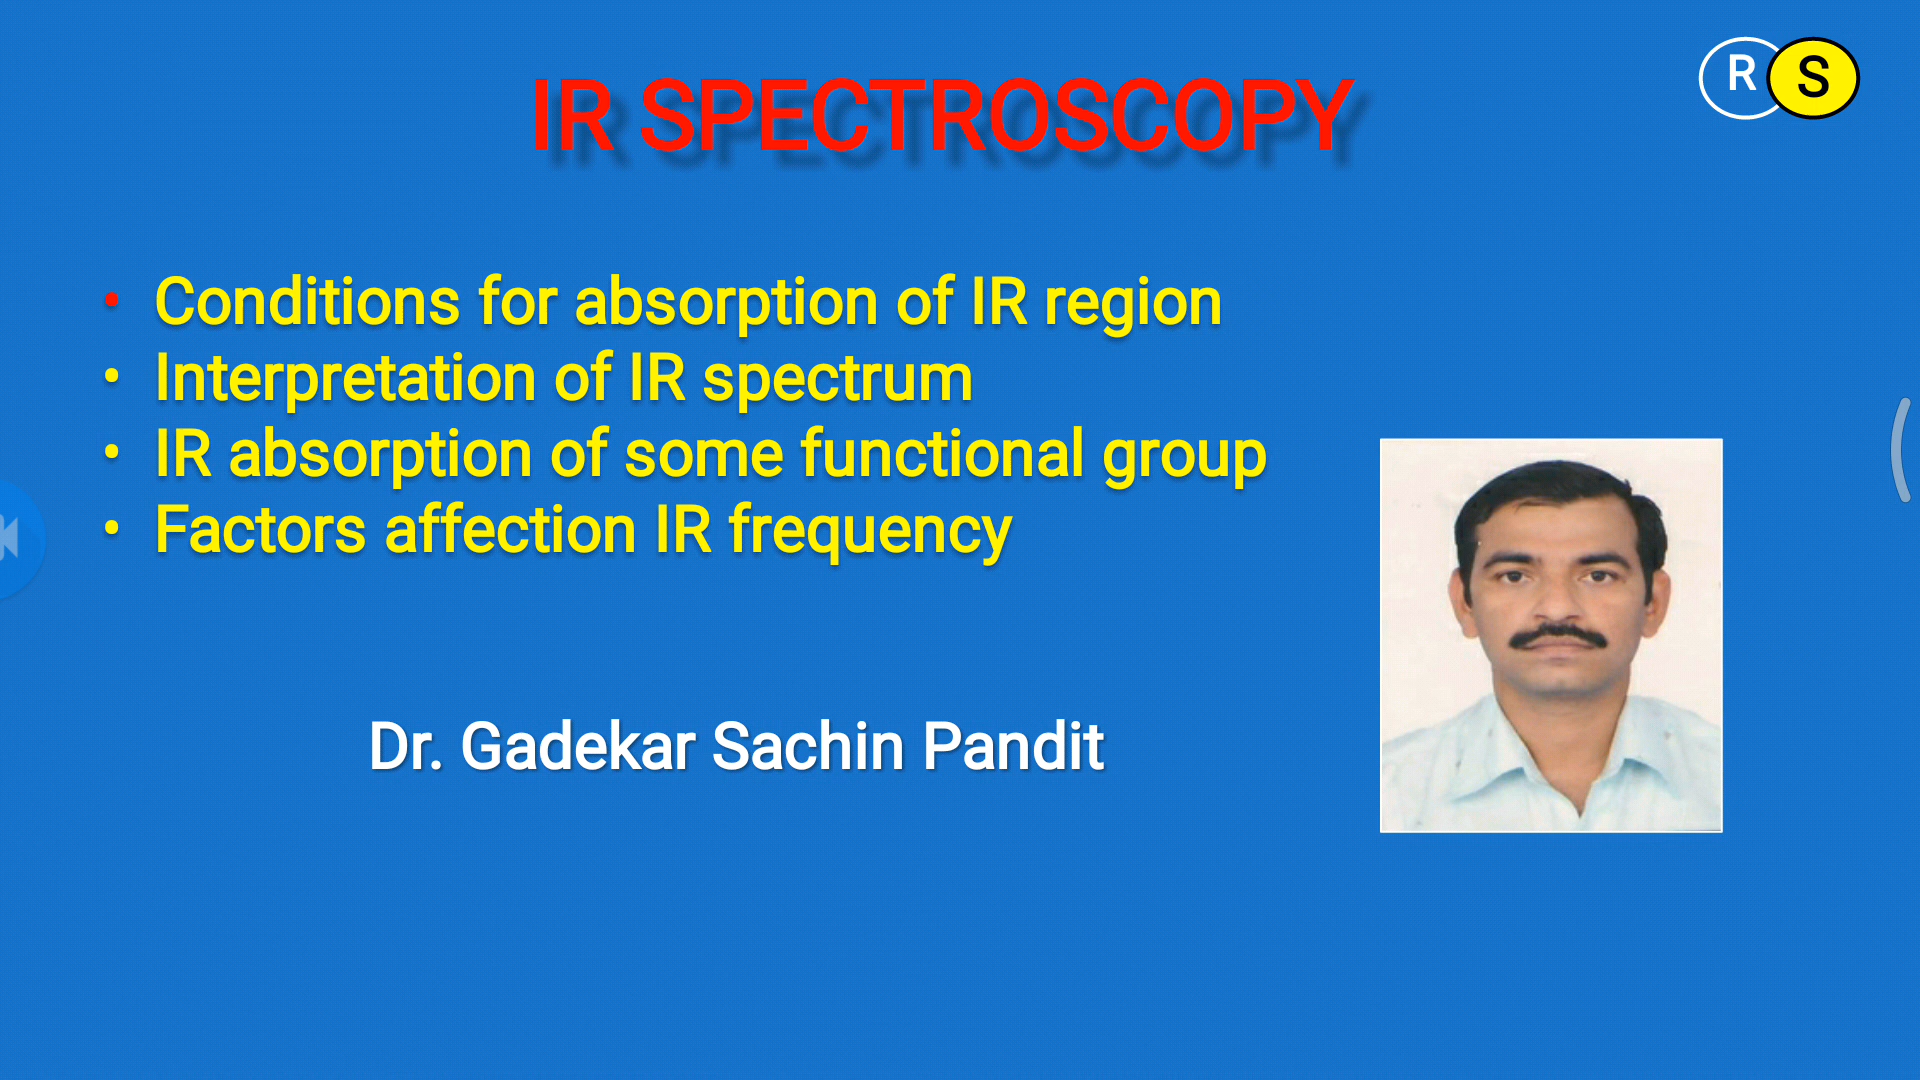 R S
IR SPECTROSCOPY
• Conditions for absorption of IR region
• Interpretation of IR spectrum
• IR absorption of some functional group
• Factors affection IR frequency
Dr. Gadekar Sachin Pandit